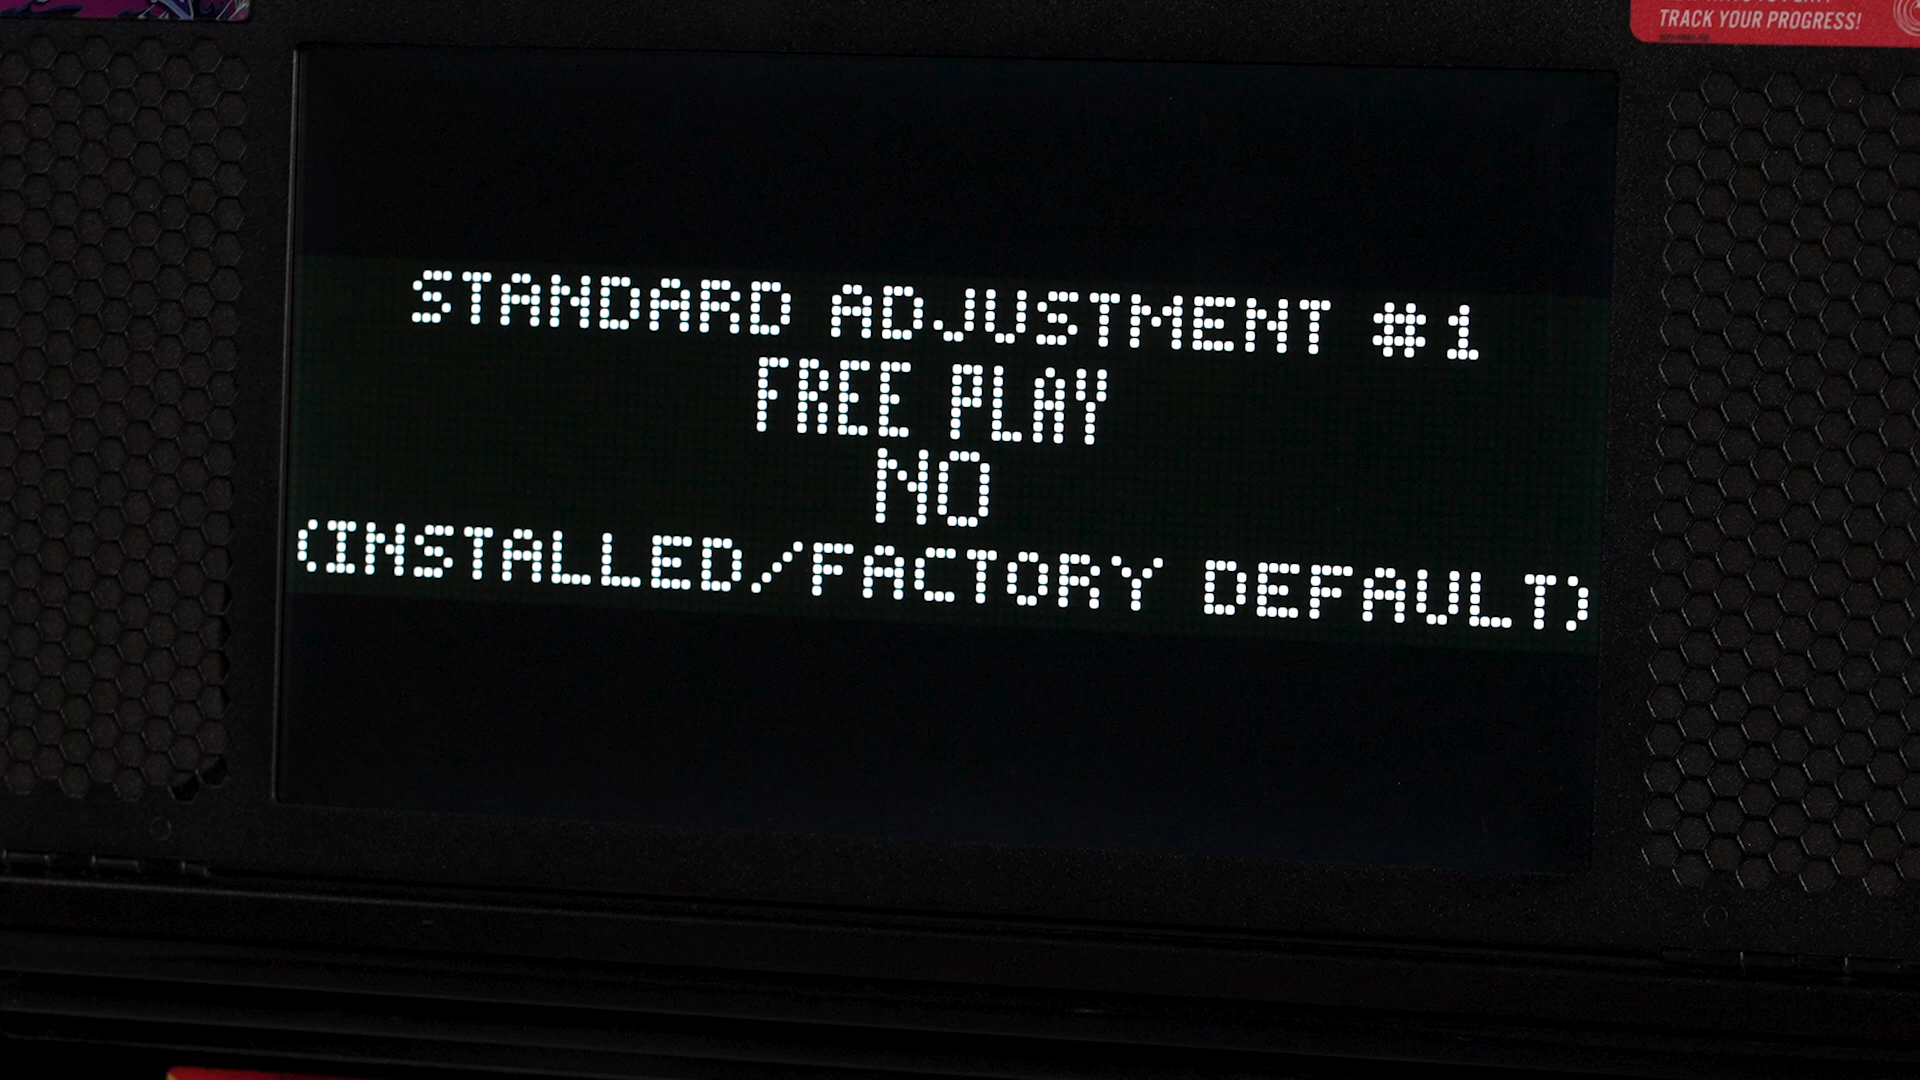 TRACK YOUR PROGRESS!
STANDARD ADJUSTMENT #1
FREE PLAY
NO
(INSTALLED/FACTORY DEFAULT)